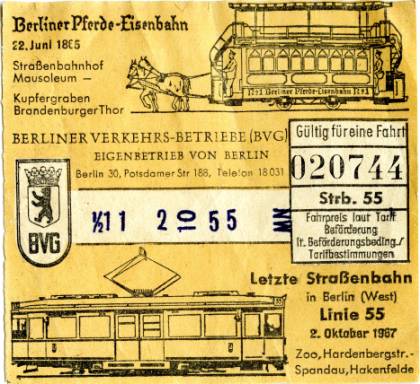 Berliner Pferde-Eisenbahn
22. Juni 1865
Straßenbahnhof
Mausoleum –
Kupfergraben
Brandenburger Thor
Nº1 Berliner Pferde-Eisenbahn Nº1
BERLINER VERKEHRS-BETRIEBE (BVG)
EIGENBETRIEB VON BERLIN
Berlin 30, Potsdamer Str 188, Telefon 18 031
Gültig für eine Fahrt
020744
Strb. 55
Fahrpreis laut Tarif
Beförderung
lt. Beförderungsbeding./
Tarifbestimmungen
BVG
11 2 10 55
Letzte Straßenbahn
in Berlin (West)
Linie 55
2. Oktober 1967
Zoo, Hardenbergstr.-
Spandau, Hakenfelde
55